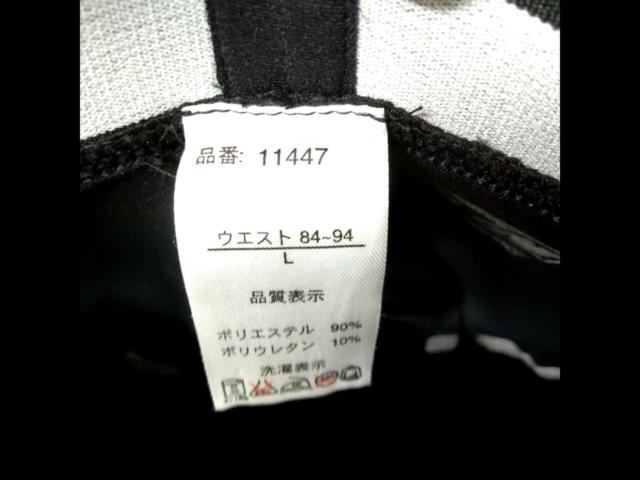 品番: 11447
ウエスト 84~94
L
品質表示
ポリエステル 90%
ポリウレタン 10%
洗濯表示